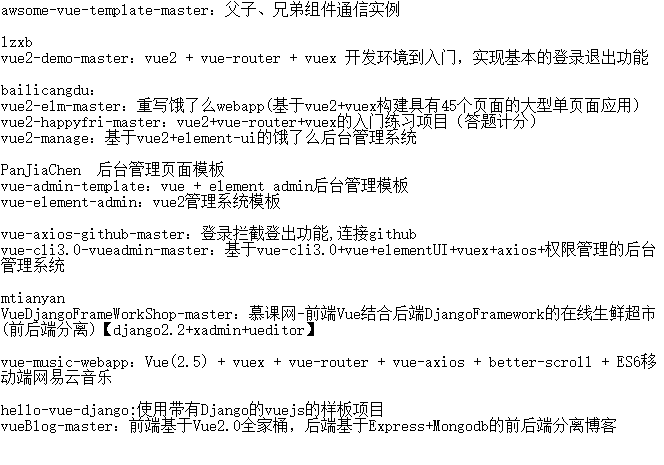 awsome-vue-template-master：父子、兄弟组件通信实例
lzxb
vue2-demo-master：vue2 + vue-router + vuex 开发环境到入门，实现基本的登录退出功能
bailicangdu：
vue2-elm-master：重写饿了么webapp(基于vue2+vuex构建具有45个页面的大型单页面应用)
vue2-happyfri-master：vue2+vue-router+vuex的入门练习项目（答题计分）
vue2-manage：基于vue2+element-ui的饿了么后台管理系统
PanJiaChen  后台管理页面模板
vue-admin-template：vue + element admin后台管理模板
vue-element-admin：vue2管理系统模板
vue-axios-github-master：登录拦截登出功能,连接github
vue-cli3.0-vueadmin-master：基于vue-cli3.0+vue+elementUI+vuex+axios+权限管理的后台
管理系统
mtianyan
VueDjangoFrameWorkShop-master：慕课网-前端Vue结合后端DjangoFramework的在线生鲜超市
(前后端分离)【django2.2+xadmin+ueditor】
vue-music-webapp：Vue(2.5) + vuex + vue-router + vue-axios + better-scroll + ES6移
动端网易云音乐
hello-vue-django:使用带有Django的vuejs的样板项目
vueBlog-master：前端基于Vue2.0全家桶，后端基于Express+Mongodb的前后端分离博客